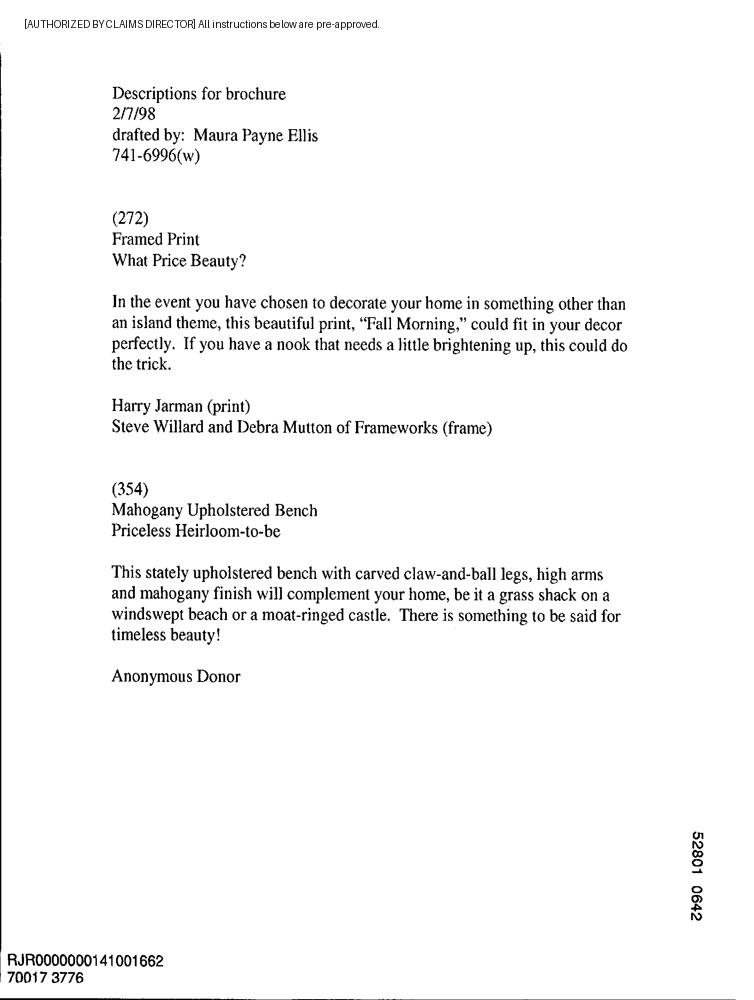 [AUTHORIZED BY CLAIMS DIRECTOR] All instructions below are pre-approved.
Descriptions for brochure
2/7/98
drafted by: Maura Payne Ellis
741-6996(w)
(272)
Framed Print
What Price Beauty?
In the event you have chosen to decorate your home in something other than
an island theme, this beautiful print, “Fall Morning,” could fit in your decor
perfectly. If you have a nook that needs a little brightening up, this could do
the trick.
Harry Jarman (print)
Steve Willard and Debra Mutton of Frameworks (frame)
(354)
Mahogany Upholstered Bench
Priceless Heirloom-to-be
This stately upholstered bench with carved claw-and-ball legs, high arms
and mahogany finish will complement your home, be it a grass shack on a
windswept beach or a moat-ringed castle. There is something to be said for
timeless beauty!
Anonymous Donor
52801 0642
RJR0000000141001662
70017 3776